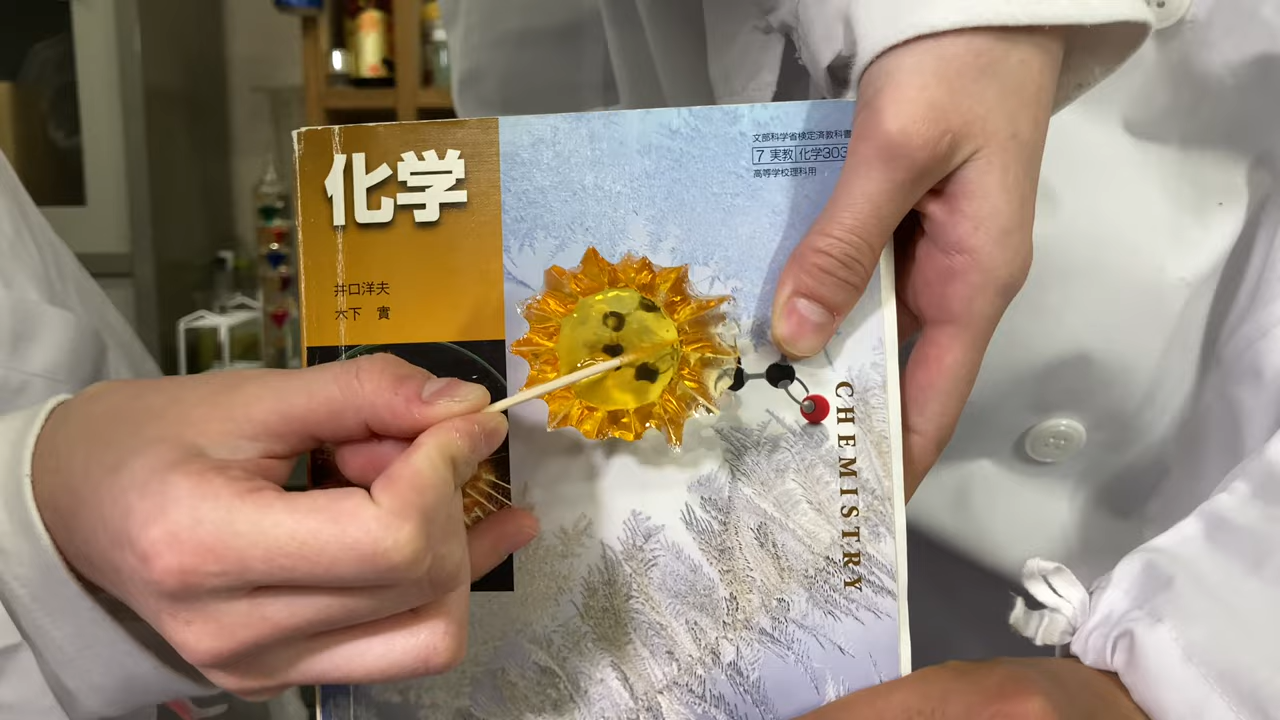 化学
井口洋夫
木下 實
文部科学省検定済教科書
7 実教 化学303
高等学校理科用
CHEMISTRY